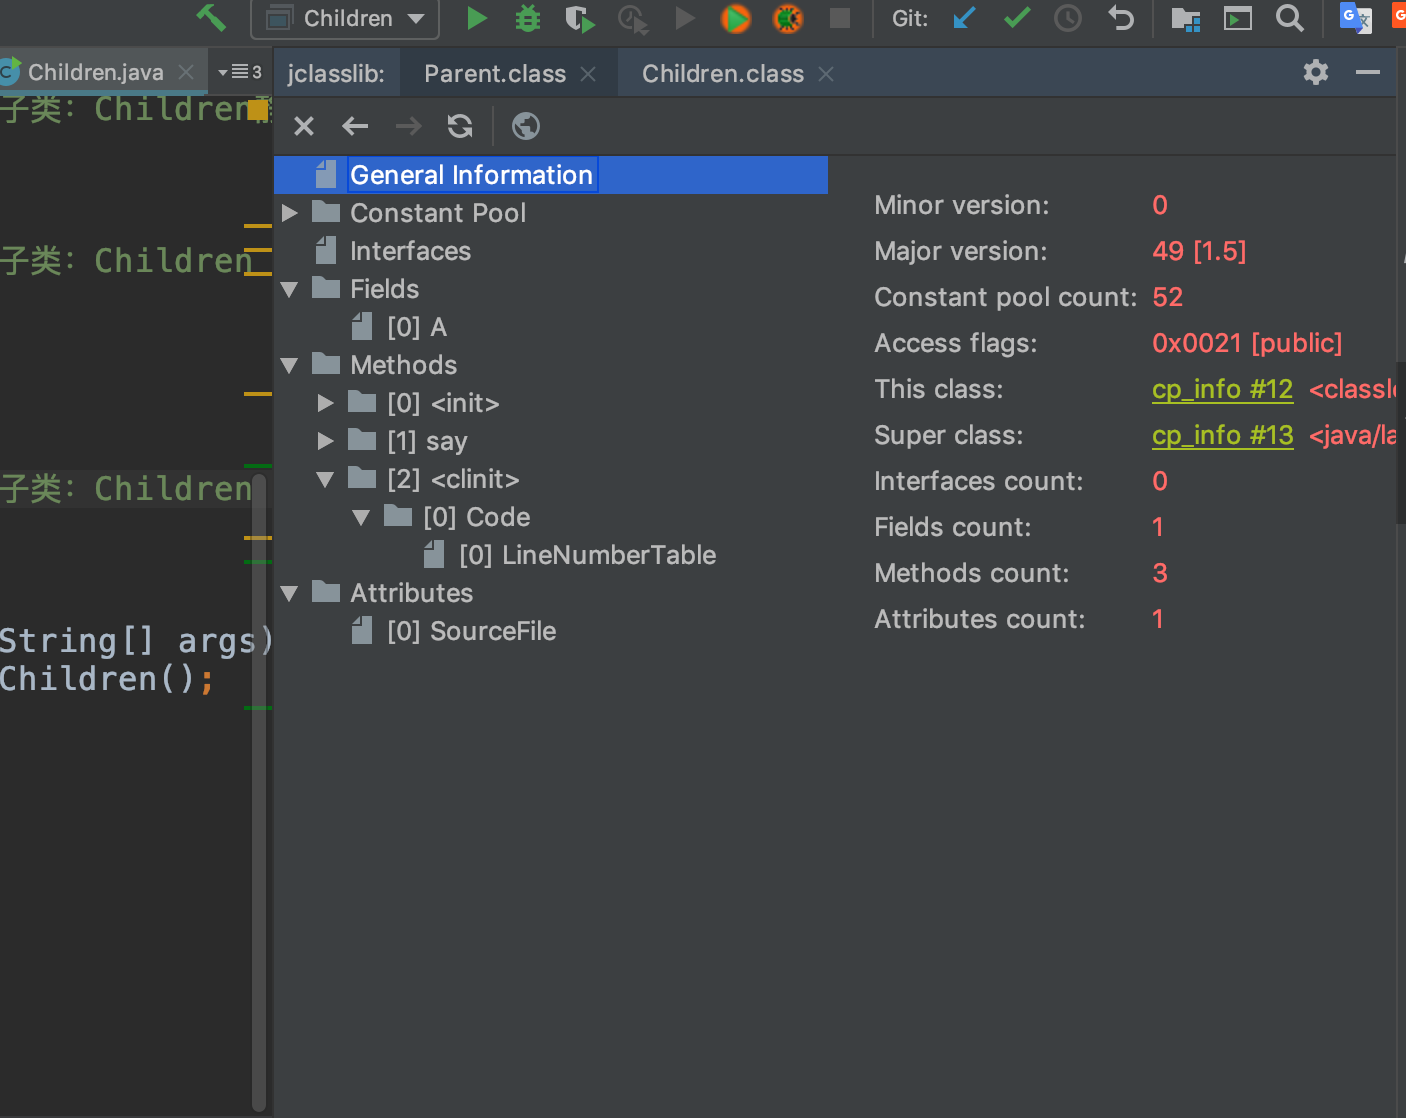 Children
Git:
Children.java
3
jclasslib:
Parent.class
Children.class
子类：Children
General Information
Constant Pool
Interfaces
子类：Children
Fields
[0] A
Methods
[0] <init>
[1] say
[2] <clinit>
子类：Children
[0] Code
[0] LineNumberTable
Attributes
[0] SourceFile
String[] args)
Children();
Minor version: 0
Major version: 49 [1.5]
Constant pool count: 52
Access flags: 0x0021 [public]
This class: cp_info #12
Super class: cp_info #13 <java/la
Interfaces count: 0
Fields count: 1
Methods count: 3
Attributes count: 1